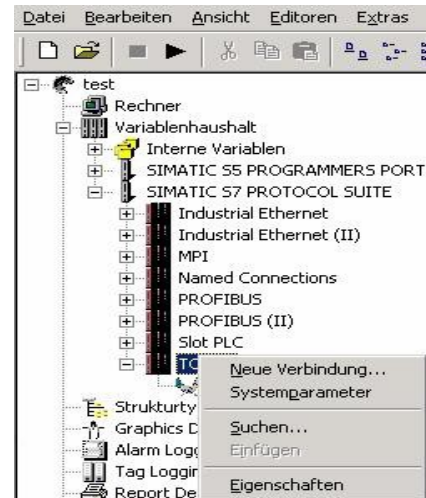 Datei Bearbeiten Ansicht Editoren Extras
test
Rechner
Variablenhaushalt
Interne Variablen
SIMATIC S5 PROGRAMMERS PORT
SIMATIC S7 PROTOCOL SUITE
Industrial Ethernet
Industrial Ethernet (II)
MPI
Named Connections
PROFIBUS
PROFIBUS (II)
Slot PLC
Neue Verbindung...
Systemparameter
Strukturty
Graphics D
Suchen...
Alarm Logg
Einfügen
Tag Loggin
Report De
Eigenschaften